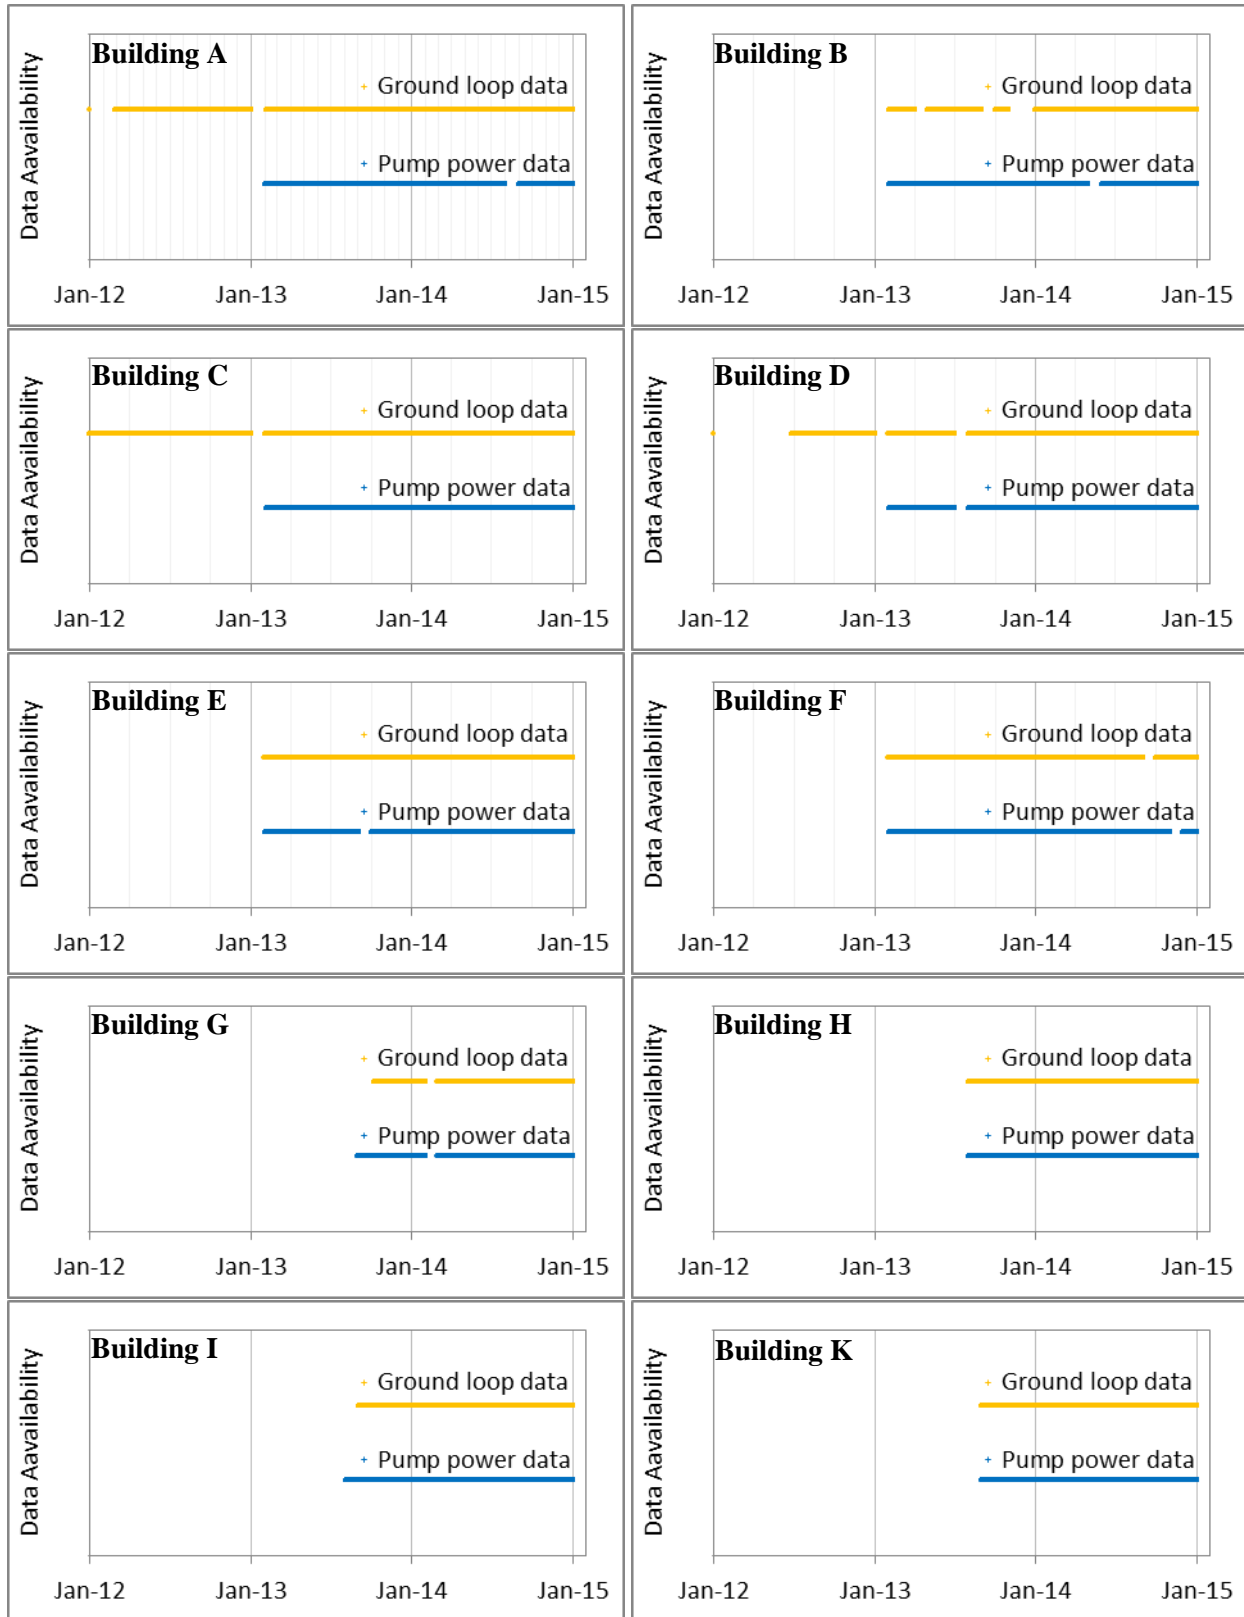 Building A
Data Aavailability
Ground loop data
Pump power data
Jan-12 Jan-13 Jan-14 Jan-15
Building B
Data Aavailability
Ground loop data
Pump power data
Jan-12 Jan-13 Jan-14 Jan-15
Building C
Data Aavailability
Ground loop data
Pump power data
Jan-12 Jan-13 Jan-14 Jan-15
Building D
Data Aavailability
Ground loop data
Pump power data
Jan-12 Jan-13 Jan-14 Jan-15
Building E
Data Aavailability
Ground loop data
Pump power data
Jan-12 Jan-13 Jan-14 Jan-15
Building F
Data Aavailability
Ground loop data
Pump power data
Jan-12 Jan-13 Jan-14 Jan-15
Building G
Data Aavailability
Ground loop data
Pump power data
Jan-12 Jan-13 Jan-14 Jan-15
Building H
Data Aavailability
Ground loop data
Pump power data
Jan-12 Jan-13 Jan-14 Jan-15
Building I
Data Aavailability
Ground loop data
Pump power data
Jan-12 Jan-13 Jan-14 Jan-15
Building K
Data Aavailability
Ground loop data
Pump power data
Jan-12 Jan-13 Jan-14 Jan-15